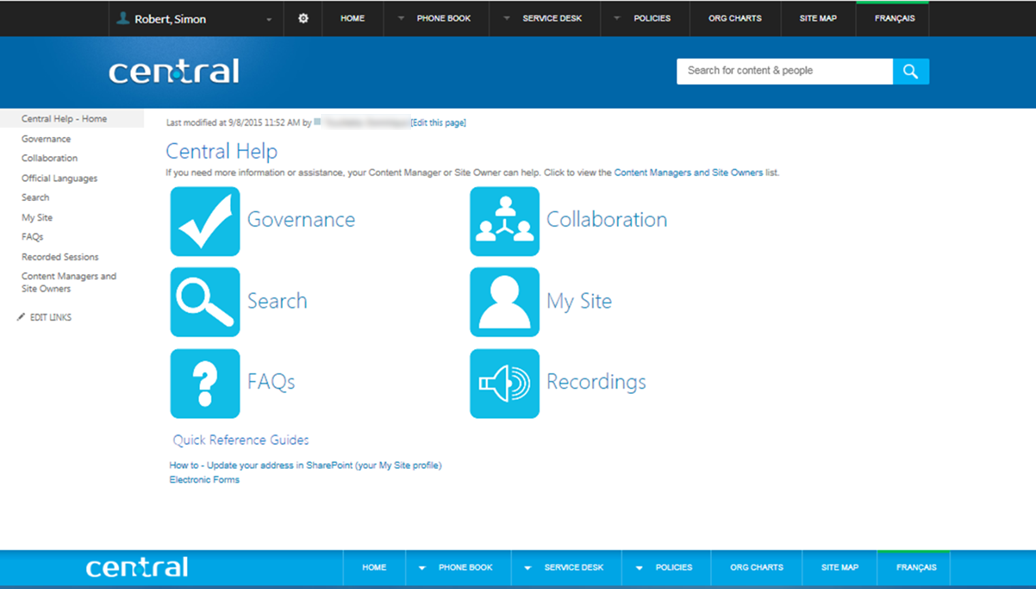 Robert, Simon
HOME
PHONE BOOK
SERVICE DESK
POLICIES
ORG CHARTS
SITE MAP
FRANÇAIS
central
Search for content & people
Central Help - Home
Governance
Collaboration
Official Languages
Search
My Site
FAQs
Recorded Sessions
Content Managers and
Site Owners
EDIT LINKS
Last modified at 9/8/2015 11:52 AM by [Edit this page]
Central Help
If you need more information or assistance, your Content Manager or Site Owner can help. Click to view the Content Managers and Site Owners list.
Governance
Collaboration
Search
My Site
FAQs
Recordings
Quick Reference Guides
How to - Update your address in SharePoint (your My Site profile)
Electronic Forms
central
HOME
PHONE BOOK
SERVICE DESK
POLICIES
ORG CHARTS
SITE MAP
FRANÇAIS